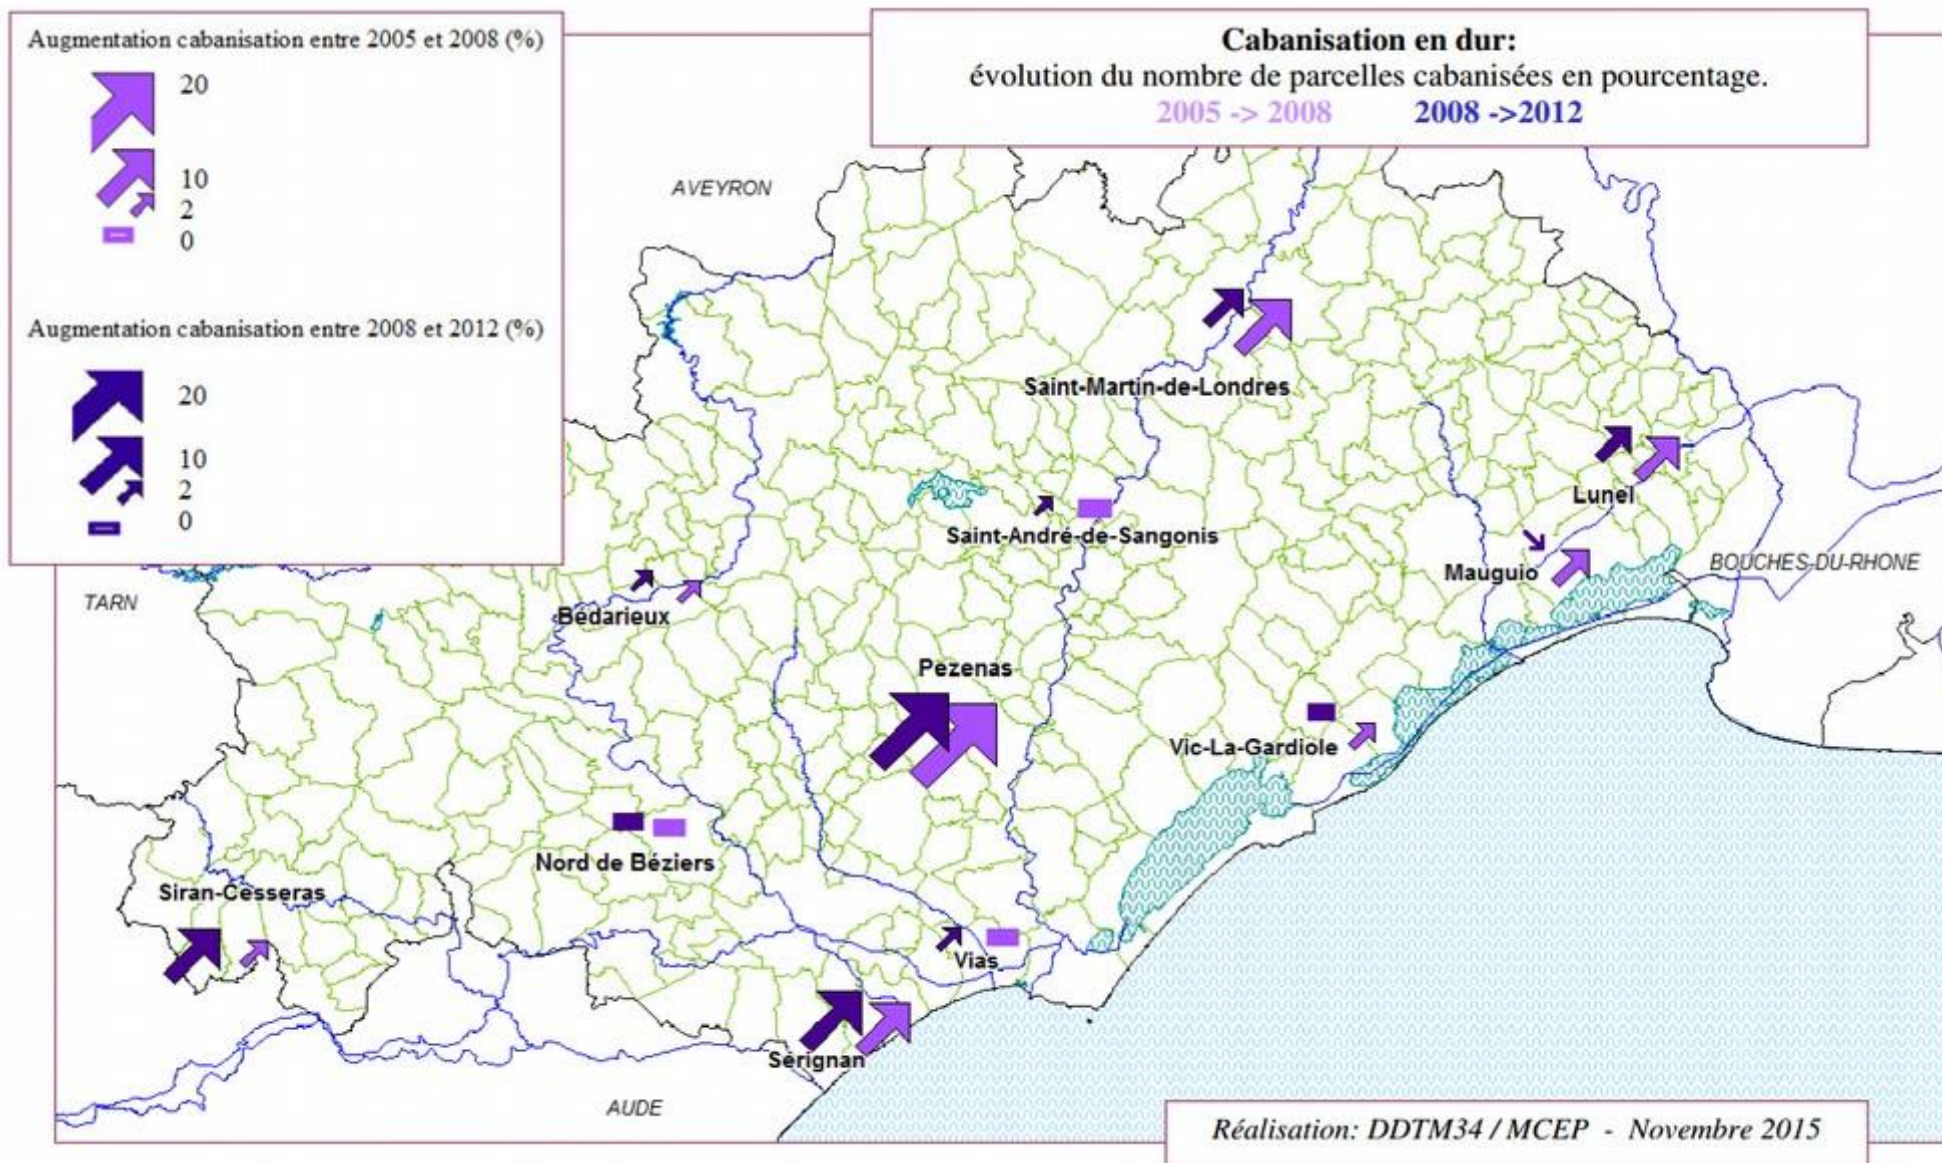 Augmentation cabanisation entre 2005 et 2008 (%)
20
10
2
0
Augmentation cabanisation entre 2008 et 2012 (%)
20
10
2
0
Cabanisation en dur:
évolution du nombre de parcelles cabanisées en pourcentage.
2005 -> 2008 2008 ->2012
AVEYRON
Saint-Martin-de-Londres
Lunel
Saint-André-de-Sangonis
Mauguio
BOUCHES-DU-RHONE
TARN
Bédarieux
Pezenas
Vic-La-Gardiole
Nord de Béziers
Siran-Cesseras
Vias
Sérignan
AUDE
Réalisation: DDTM34 / MCEP - Novembre 2015